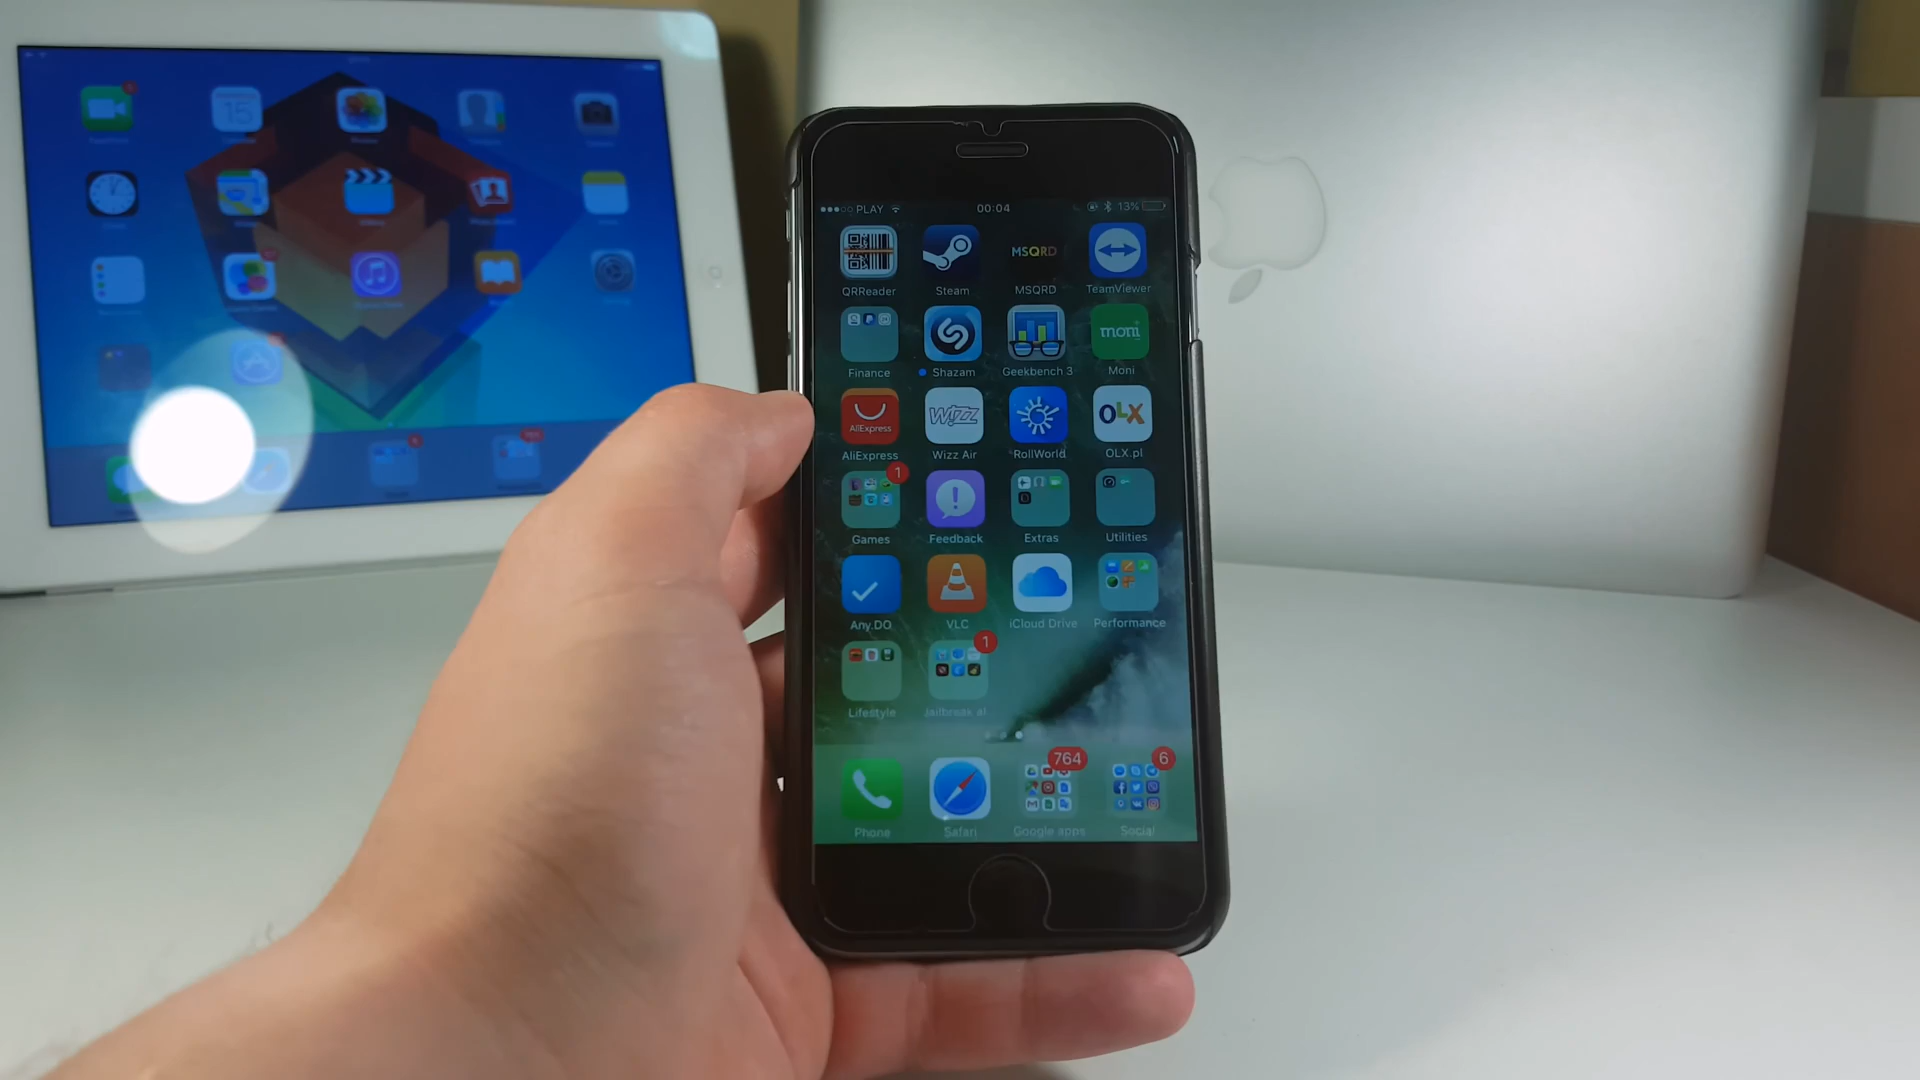 PLAY 00:04 13%
QRReader Steam MSQRD MSQRD TeamViewer
Finance Shazam Geekbench 3 moni Moni
AliExpress AliExpress Wizz Wizz Air RollWorld OLX OLX.pl
1
Games Feedback Extras Utilities
Any.DO VLC iCloud Drive Performance
1
Lifestyle Jailbreak a!
764 6
Phone Safari Google apps Social
15